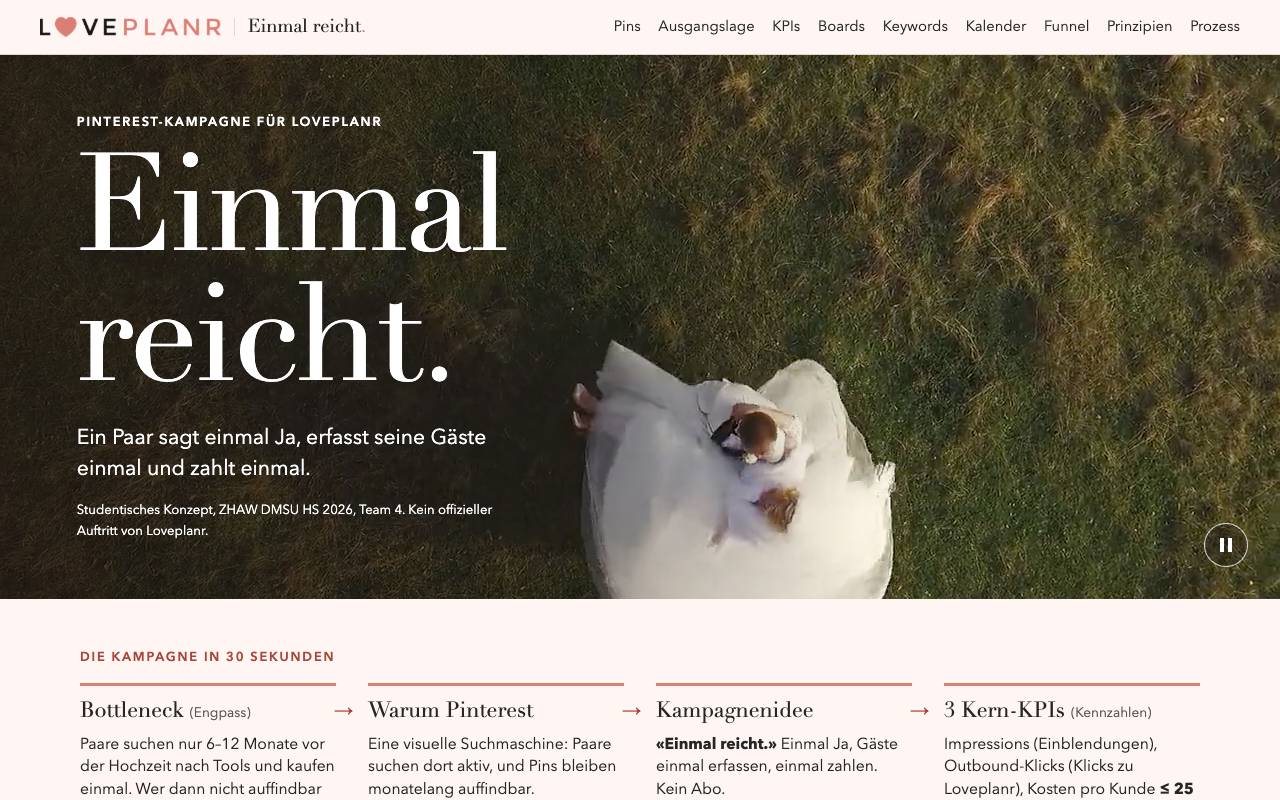 LOVEPLANR
Einmal reicht.
Pins Ausgangslage KPIs Boards Keywords Kalender Funnel Prinzipien Prozess
PINTEREST-KAMPAGNE FÜR LOVEPLANR
Einmal
reicht.
Ein Paar sagt einmal Ja, erfasst seine Gäste
einmal und zahlt einmal.
Studentisches Konzept, ZHAW DMSU HS 2026, Team 4. Kein offizieller
Auftritt von Loveplanr.
DIE KAMPAGNE IN 30 SEKUNDEN
Bottleneck (Engpass)
Paare suchen nur 6–12 Monate vor
der Hochzeit nach Tools und kaufen
einmal. Wer dann nicht auffindbar
→
Warum Pinterest
Eine visuelle Suchmaschine: Paare
suchen dort aktiv, und Pins bleiben
monatelang auffindbar.
→
Kampagnenidee
«Einmal reicht.» Einmal Ja, Gäste
einmal erfassen, einmal zahlen.
Kein Abo.
→
3 Kern-KPIs (Kennzahlen)
Impressions (Einblendungen),
Outbound-Klicks (Klicks zu
Loveplanr), Kosten pro Kunde ≤ 25